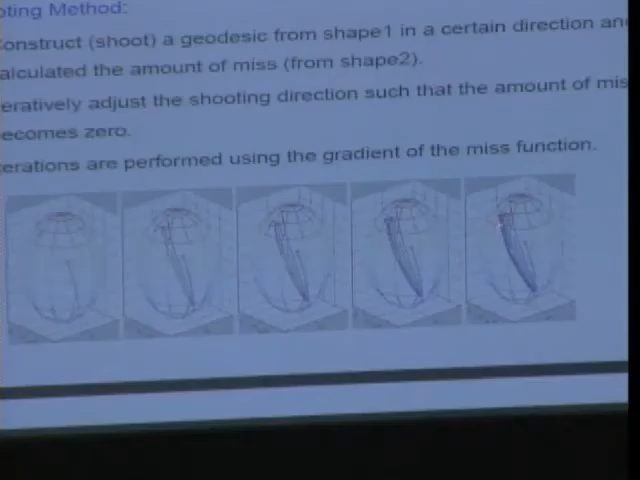 oting Method:
onstruct (shoot) a geodesic from shape1 in a certain direction an
alculated the amount of miss (from shape2).
eratively adjust the shooting direction such that the amount of mis
ecomes zero.
erations are performed using the gradient of the miss function.